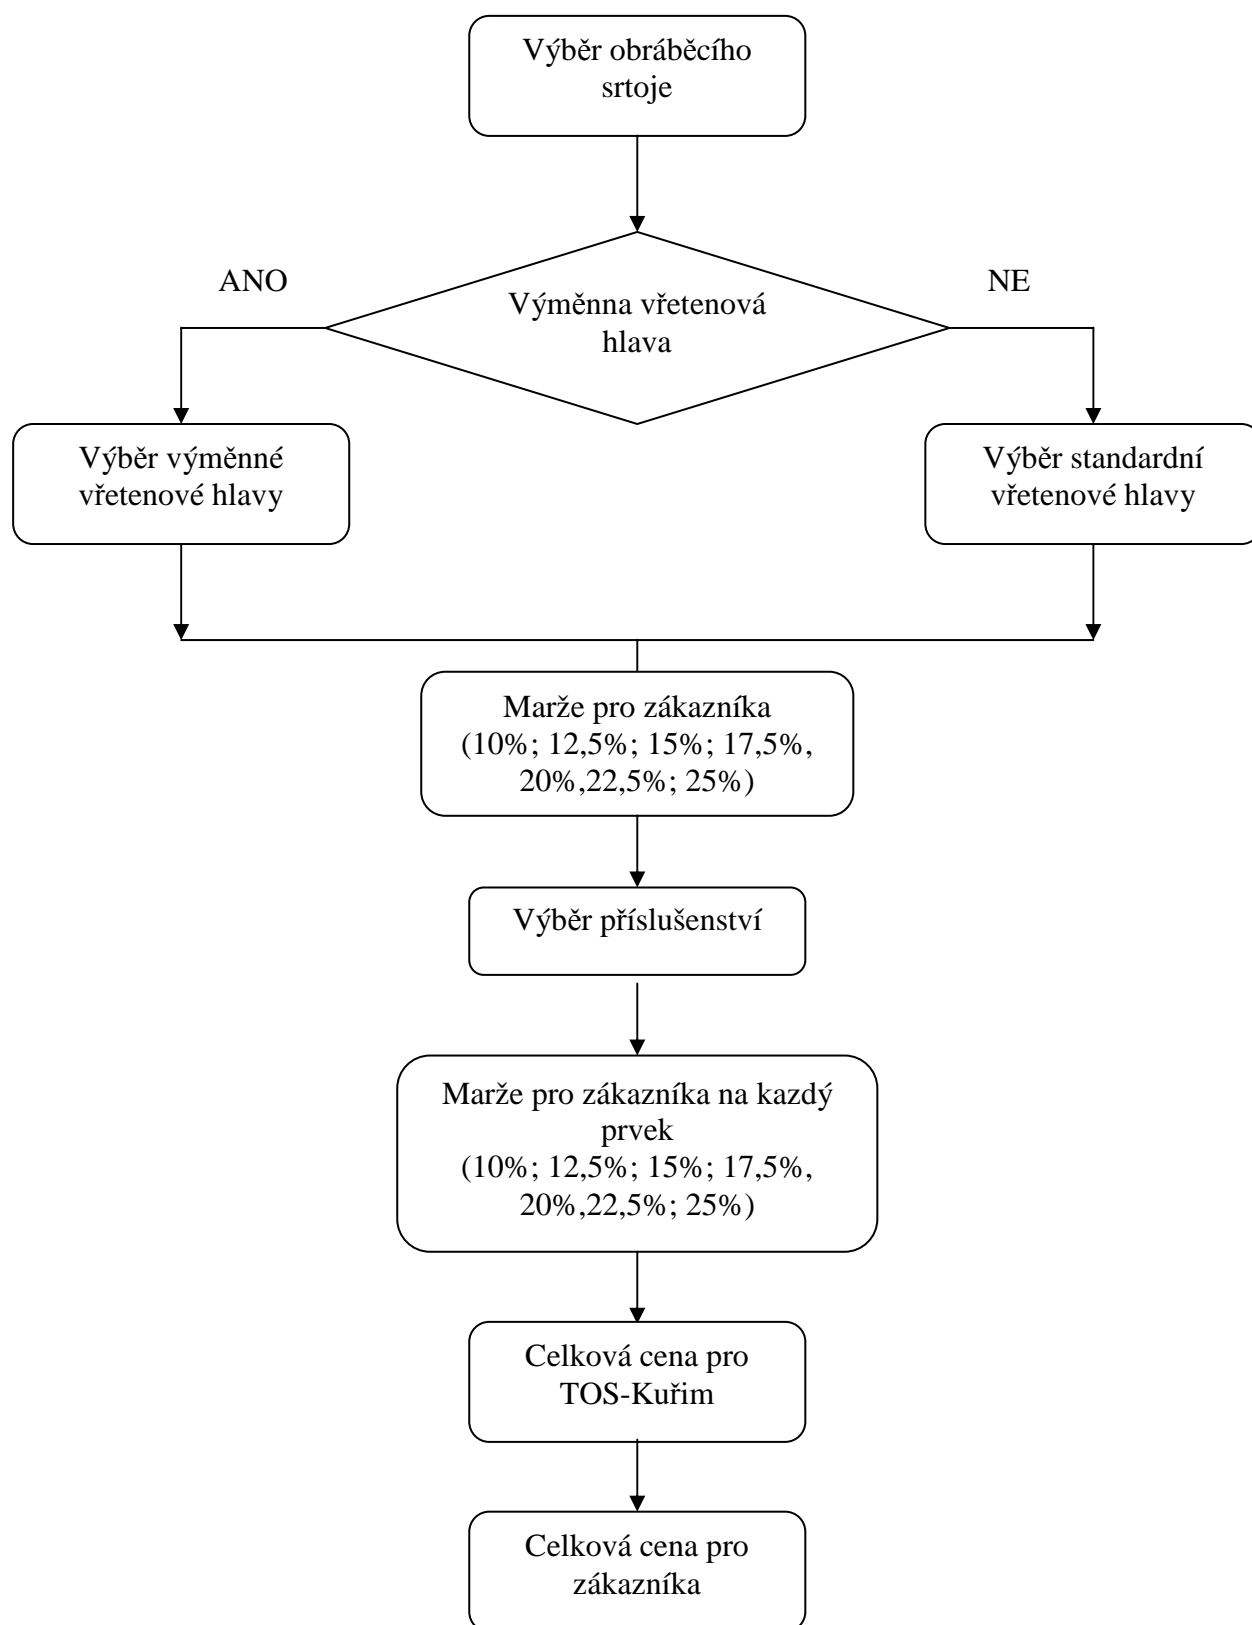 Výběr obráběcího
srtoje
ANO
NE
Výměnna vřetenová
hlava
Výběr výměnné
vřetenové hlavy
Výběr standardní
vřetenové hlavy
Marže pro zákazníka
(10%; 12,5%; 15%; 17,5%,
20%,22,5%; 25%)
Výběr příslušenství
Marže pro zákazníka na kazdý
prvek
(10%; 12,5%; 15%; 17,5%,
20%,22,5%; 25%)
Celková cena pro
TOS-Kuřim
Celková cena pro
zákazníka